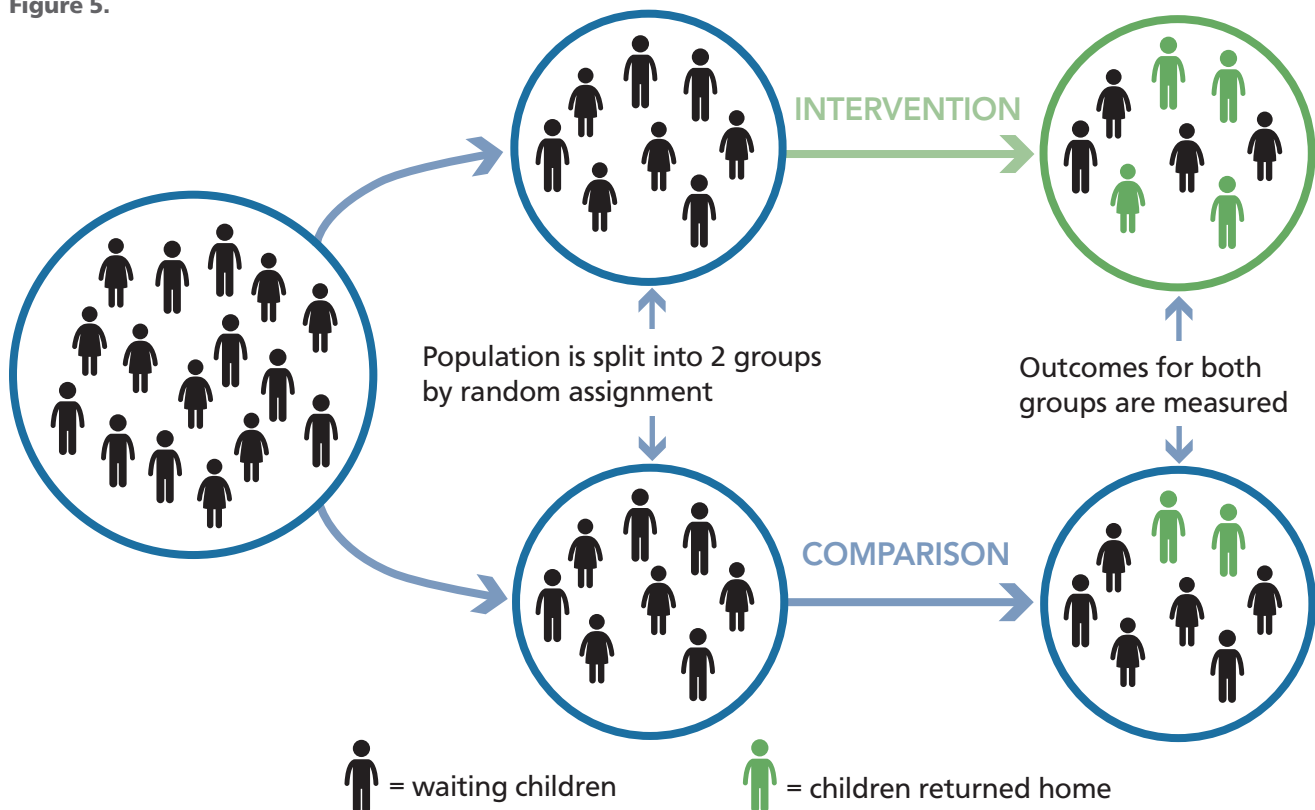 Figure 5.
INTERVENTION
Population is split into 2 groups
by random assignment
Outcomes for both
groups are measured
COMPARISON
= waiting children
= children returned home